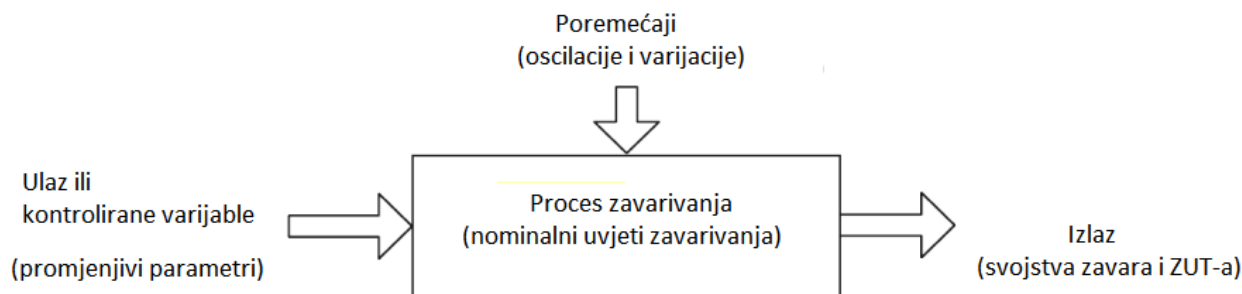 Poremećaji
(oscilacije i varijacije)
Ulaz ili
kontrolirane varijable
(promjenjivi parametri)
Proces zavarivanja
(nominalni uvjeti zavarivanja)
Izlaz
(svojstva zavara i ZUT-a)